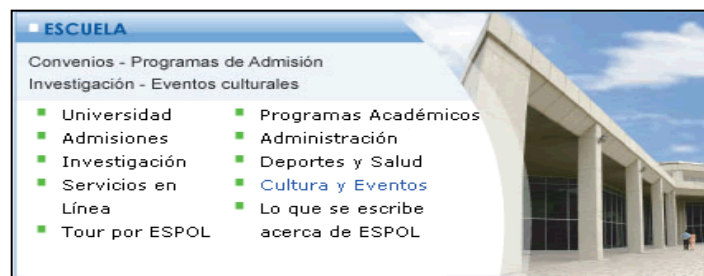 ESCUELA
Convenios - Programas de Admisión
Investigación - Eventos culturales
Universidad
Admisiones
Investigación
Servicios en
Línea
Tour por ESPOL
Programas Académicos
Administración
Deportes y Salud
Cultura y Eventos
Lo que se escribe
acerca de ESPOL